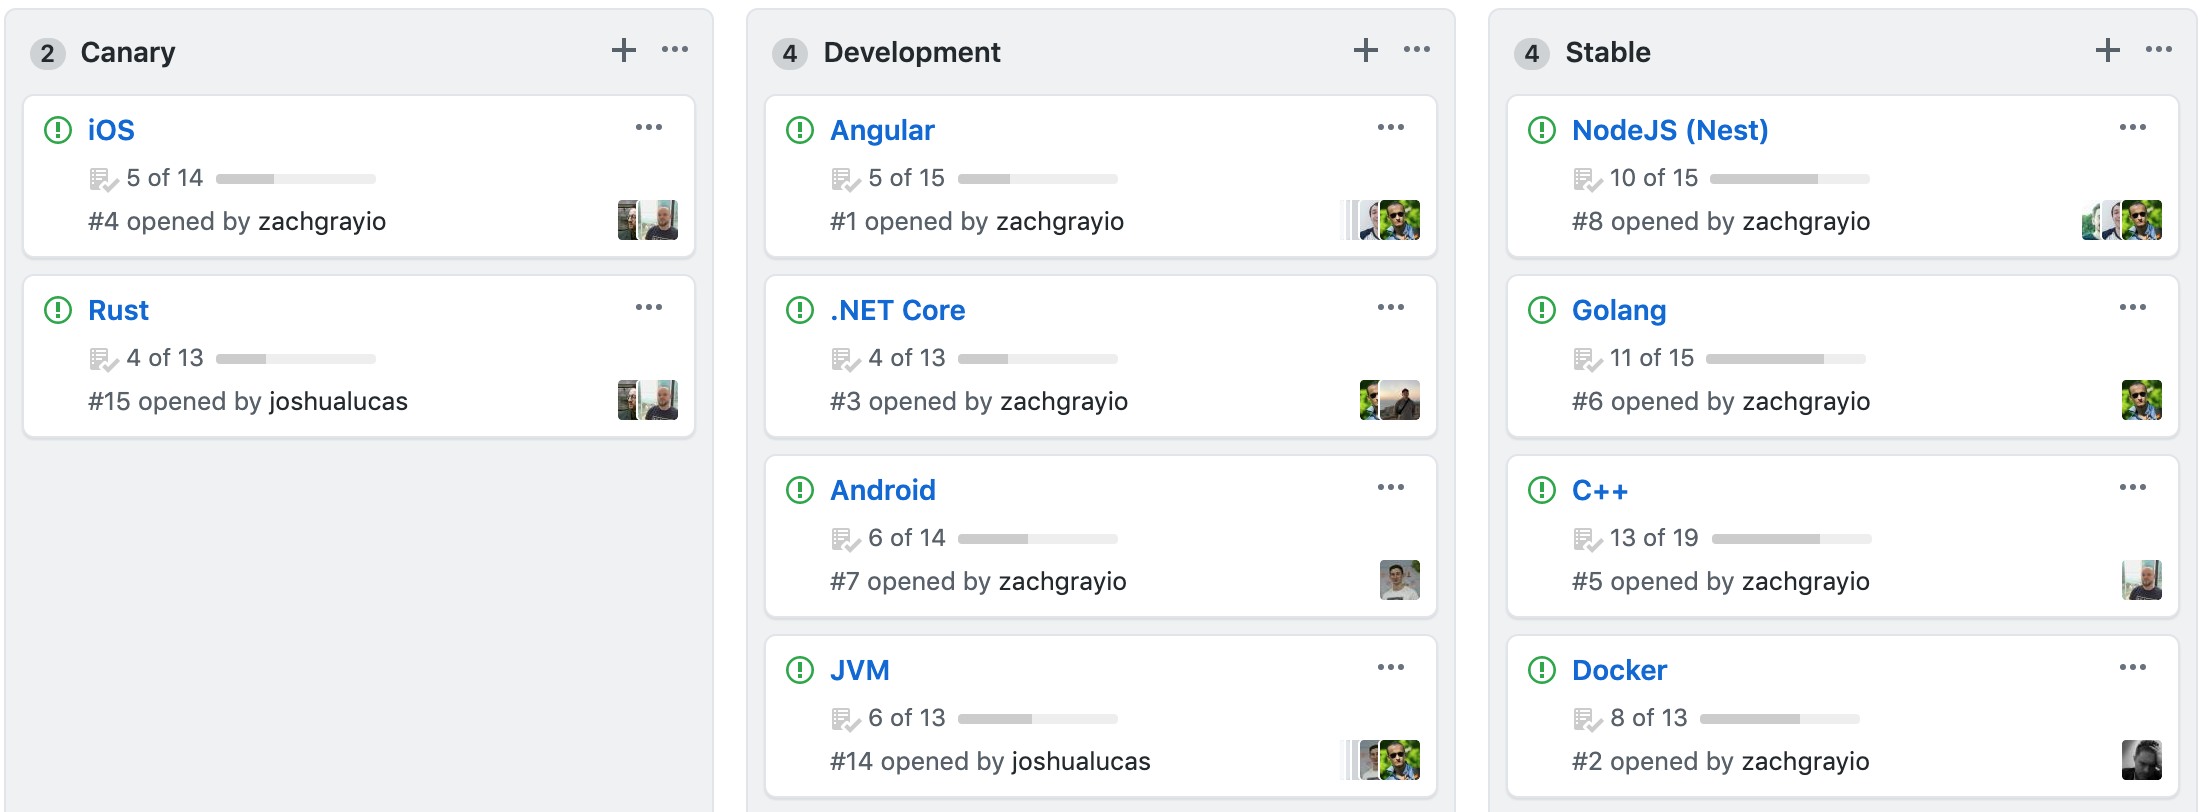 2 Canary
iOS
5 of 14
#4 opened by zachgrayio
Rust
4 of 13
#15 opened by joshualucas
4 Development
Angular
5 of 15
#1 opened by zachgrayio
.NET Core
4 of 13
#3 opened by zachgrayio
Android
6 of 14
#7 opened by zachgrayio
JVM
6 of 13
#14 opened by joshualucas
4 Stable
NodeJS (Nest)
10 of 15
#8 opened by zachgrayio
Golang
11 of 15
#6 opened by zachgrayio
C++
13 of 19
#5 opened by zachgrayio
Docker
8 of 13
#2 opened by zachgrayio